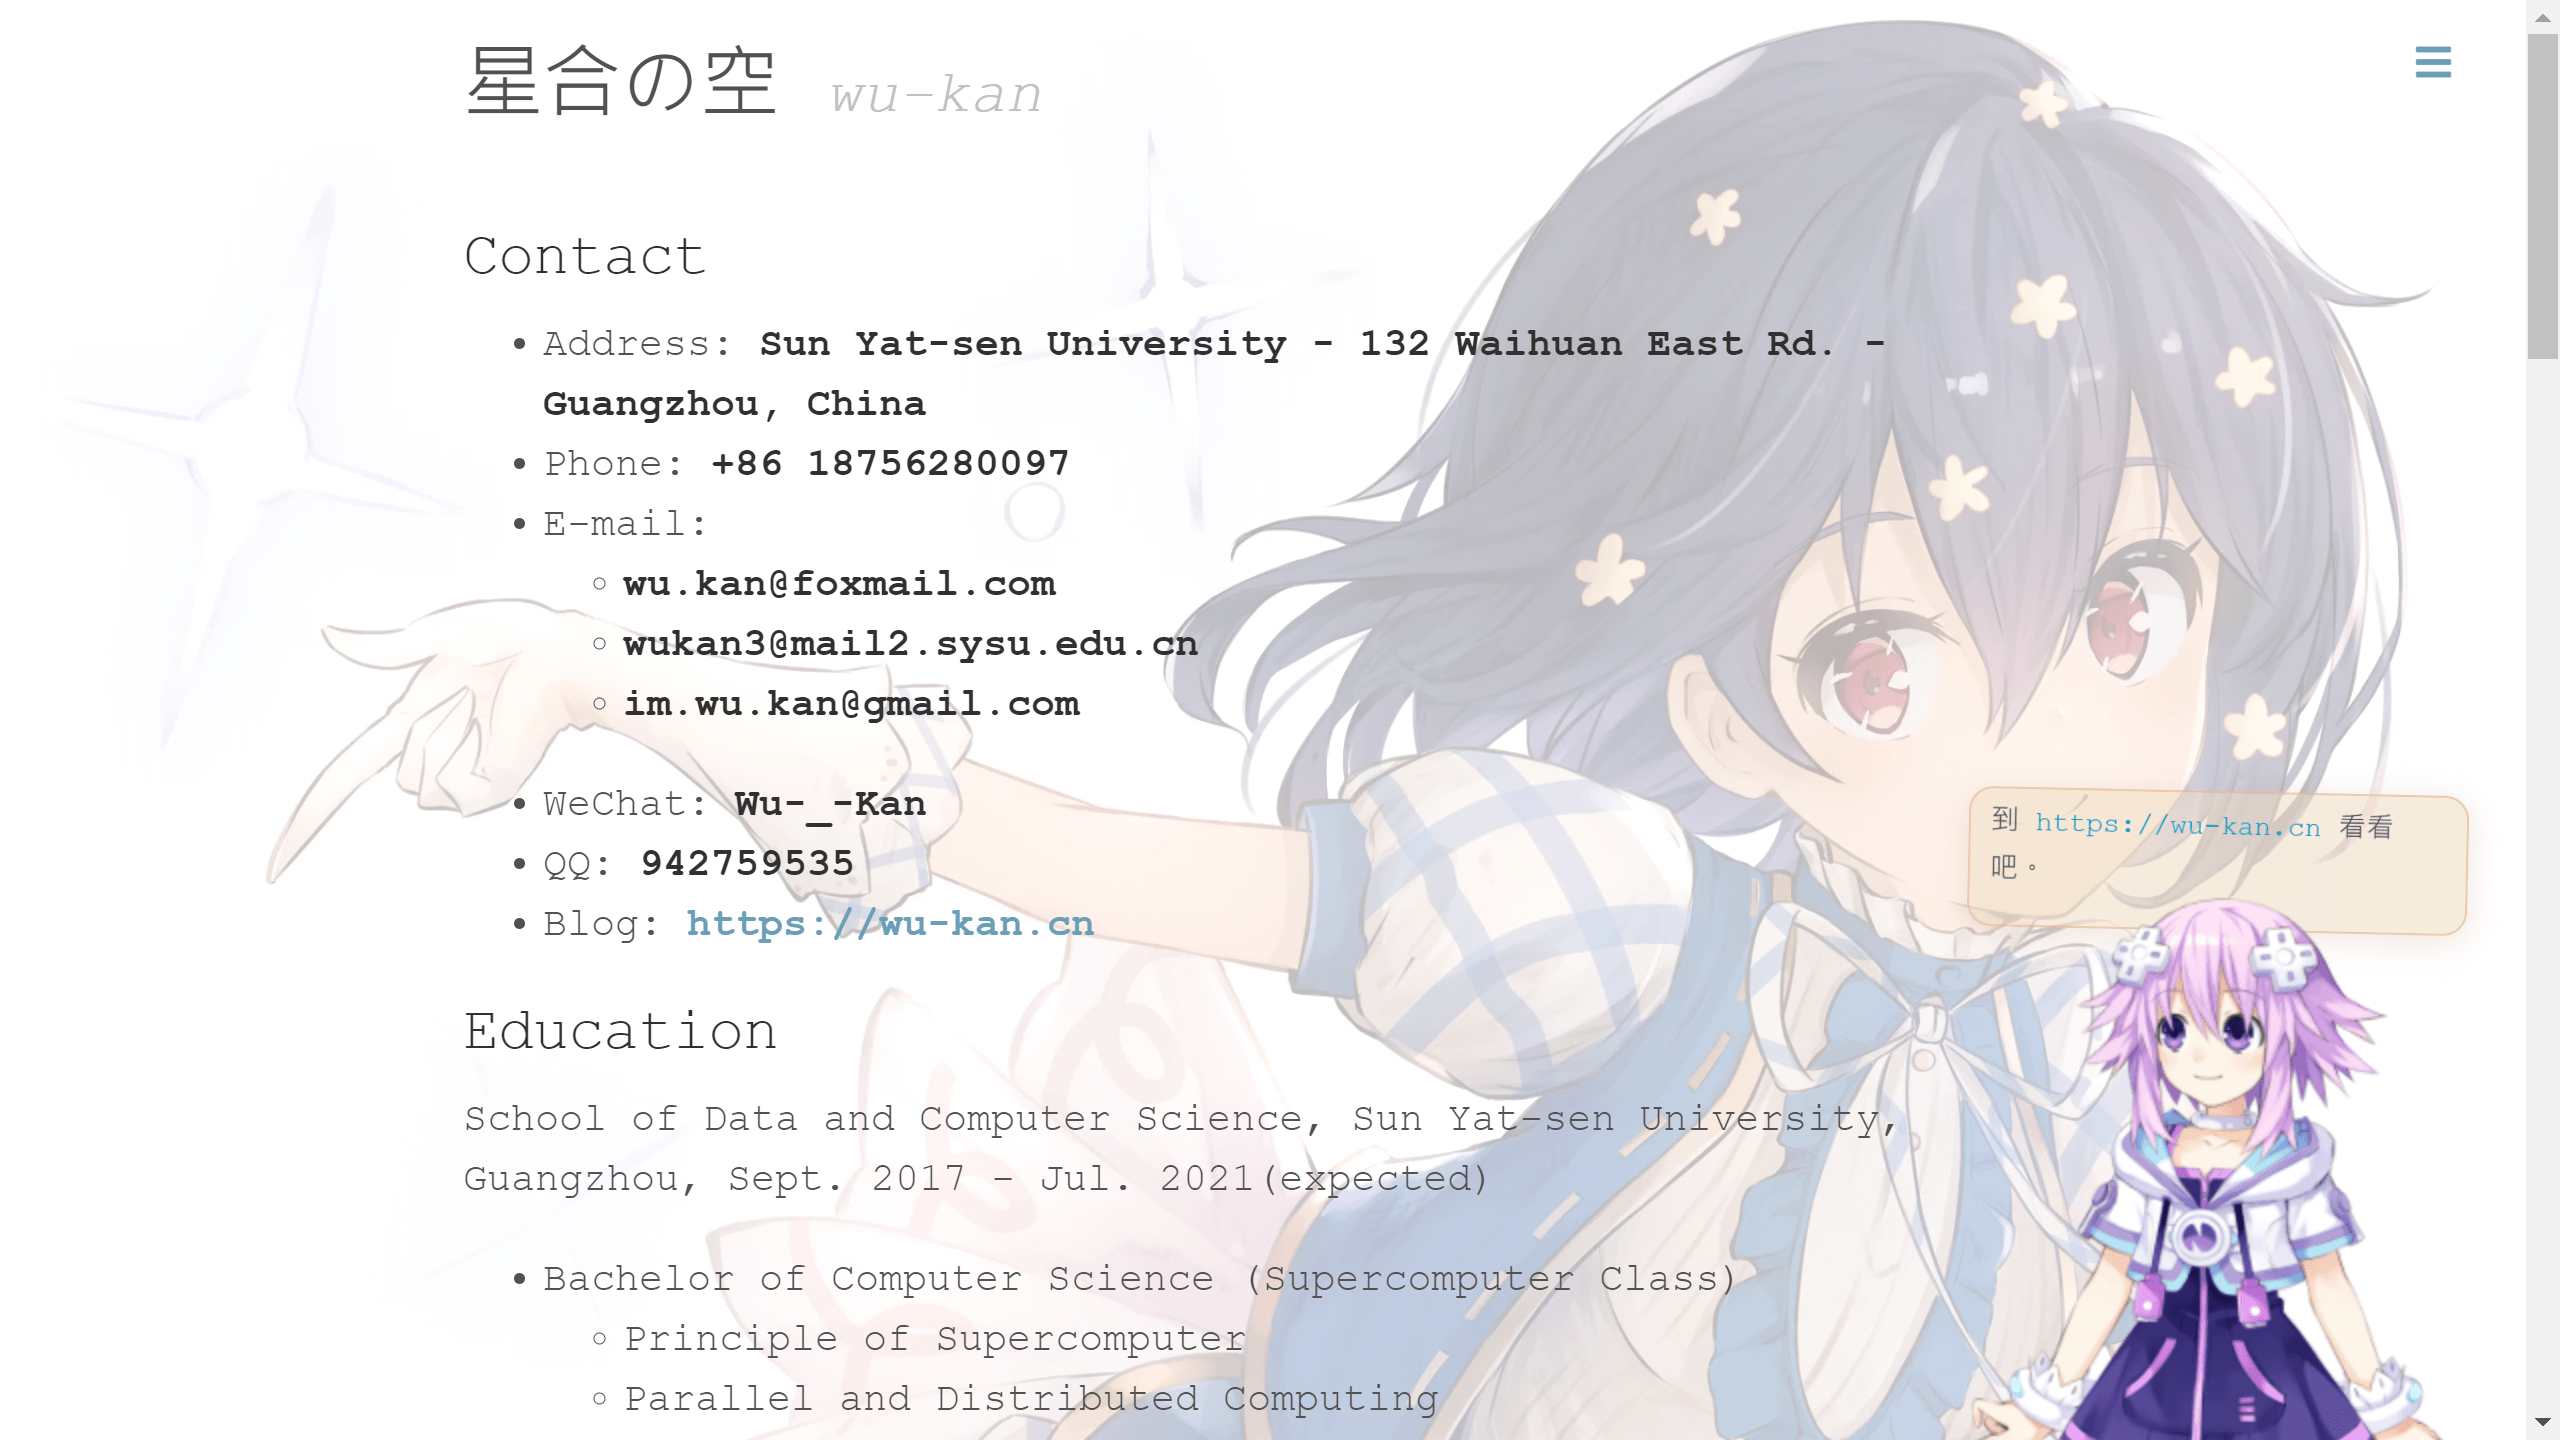 星合の空 wu-kan
Contact
Address: Sun Yat-sen University - 132 Waihuan East Rd. -
Guangzhou, China
Phone: +86 18756280097
E-mail:
wu.kan@foxmail.com
wukan3@mail2.sysu.edu.cn
im.wu.kan@gmail.com
WeChat: Wu-_-Kan
QQ: 942759535
Blog: https://wu-kan.cn
到 https://wu-kan.cn 看看
吧。
Education
School of Data and Computer Science, Sun Yat-sen University,
Guangzhou, Sept. 2017 - Jul. 2021(expected)
Bachelor of Computer Science (Supercomputer Class)
Principle of Supercomputer
Parallel and Distributed Computing